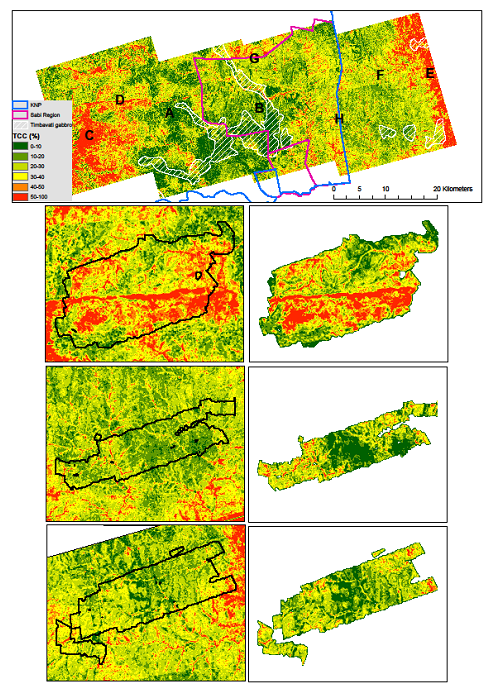 G
D
F
E
A
B
C
H
KNP
Sabi Region
Timbavati gabbro
TCC (%)
0-10
10-20
20-30
30-40
40-50
50-100
0 5 10 20 Kilometers